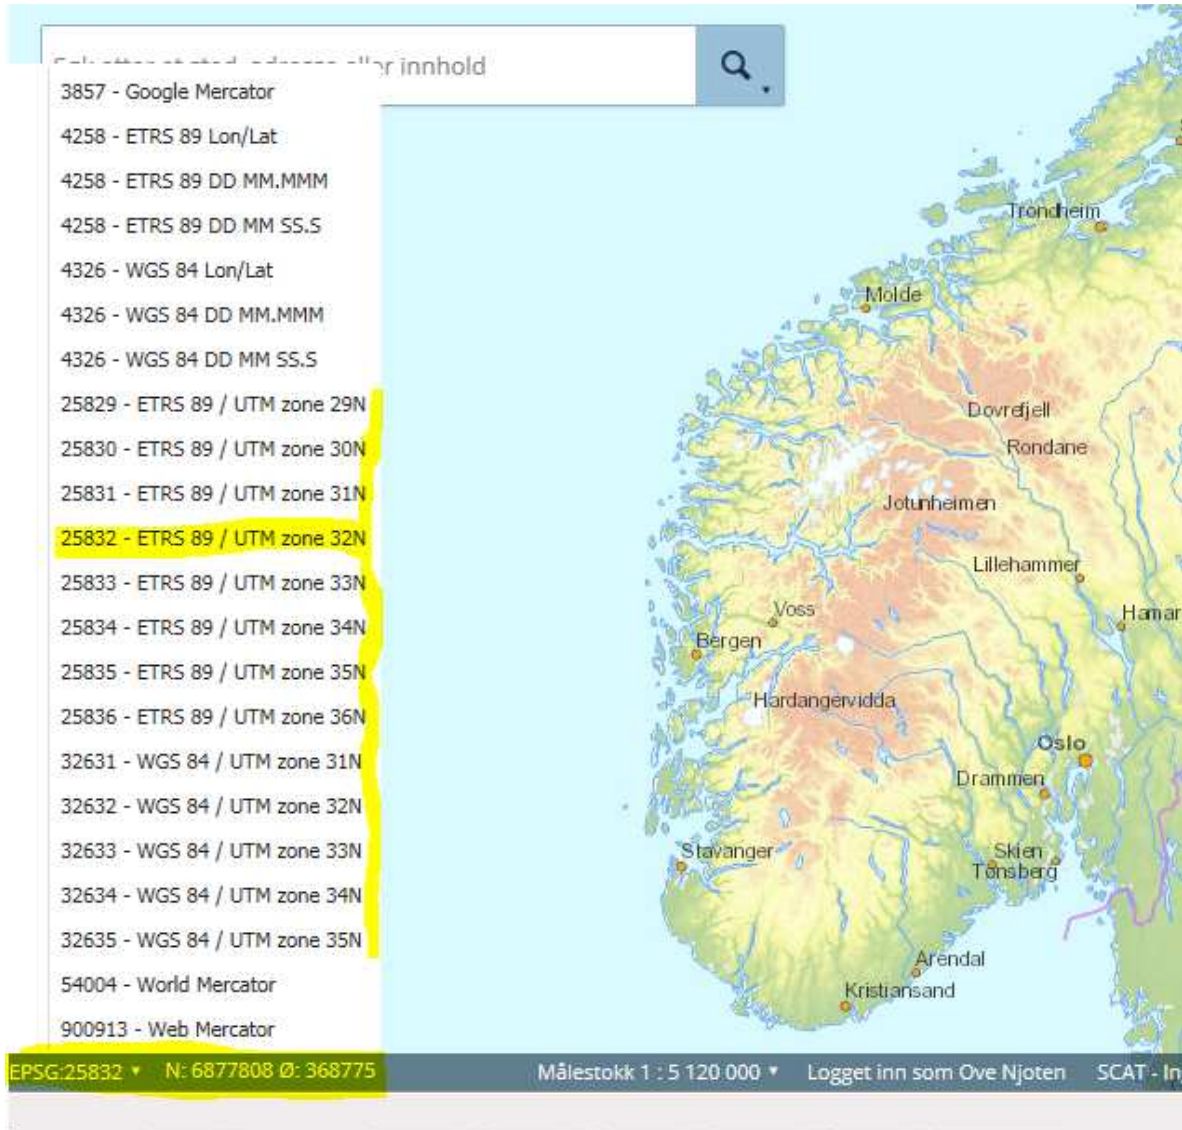 eller innhold
3857 - Google Mercator
4258 - ETRS 89 Lon/Lat
4258 - ETRS 89 DD MM.MMM
4258 - ETRS 89 DD MM SS.S
4326 - WGS 84 Lon/Lat
4326 - WGS 84 DD MM.MMM
4326 - WGS 84 DD MM SS.S
25829 - ETRS 89 / UTM zone 29N
25830 - ETRS 89 / UTM zone 30N
25831 - ETRS 89 / UTM zone 31N
25832 - ETRS 89 / UTM zone 32N
25833 - ETRS 89 / UTM zone 33N
25834 - ETRS 89 / UTM zone 34N
25835 - ETRS 89 / UTM zone 35N
25836 - ETRS 89 / UTM zone 36N
32631 - WGS 84 / UTM zone 31N
32632 - WGS 84 / UTM zone 32N
32633 - WGS 84 / UTM zone 33N
32634 - WGS 84 / UTM zone 34N
32635 - WGS 84 / UTM zone 35N
54004 - World Mercator
900913 - Web Mercator
Trondheim
Molde
Dovrefjell
Rondane
Jotunheimen
Lillehammer
Voss
Hamar
Bergen
Hardangervidda
Oslo
Drammen
Stavanger
Skien
Tønsberg
Arendal
Kristiansand
EPSG:25832 N: 6877808 Ø: 368775 Målestokk 1 : 5 120 000 Logget inn som Ove Njoten SCAT - In